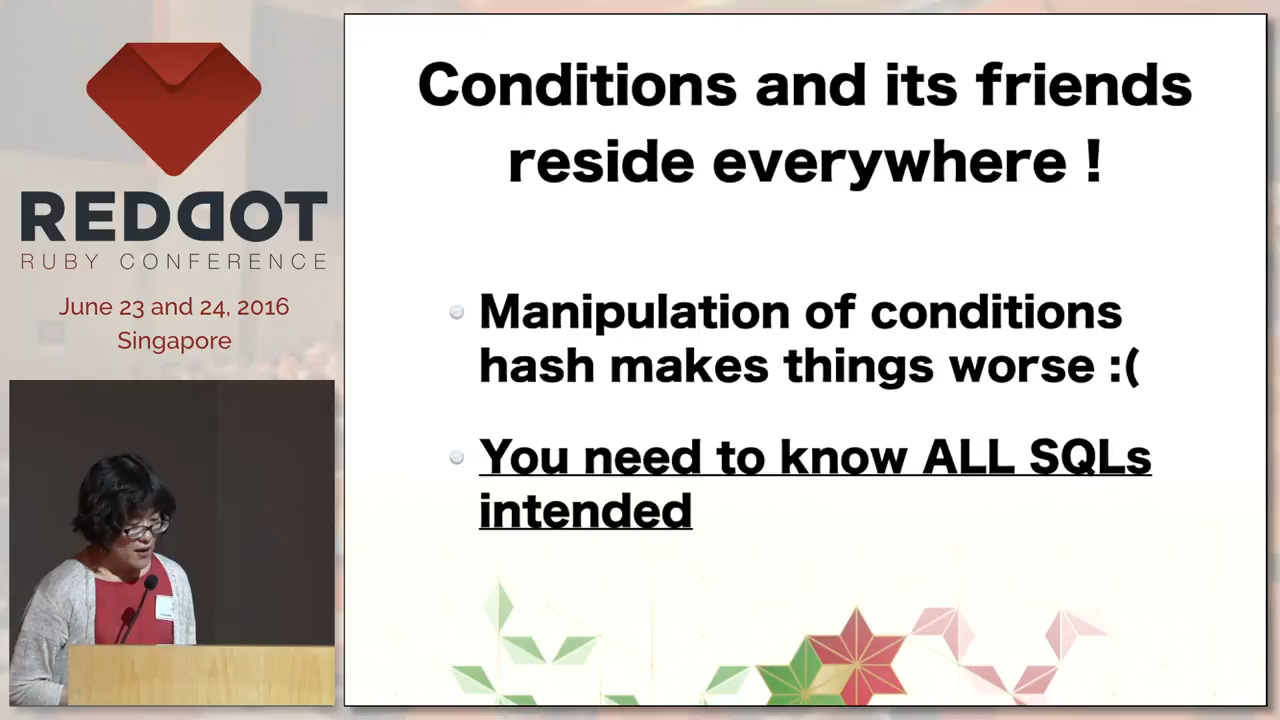 REDDOT
RUBY CONFERENCE
June 23 and 24, 2016
Singapore
Conditions and its friends
reside everywhere !
Manipulation of conditions
hash makes things worse :(
You need to know ALL SQLs
intended